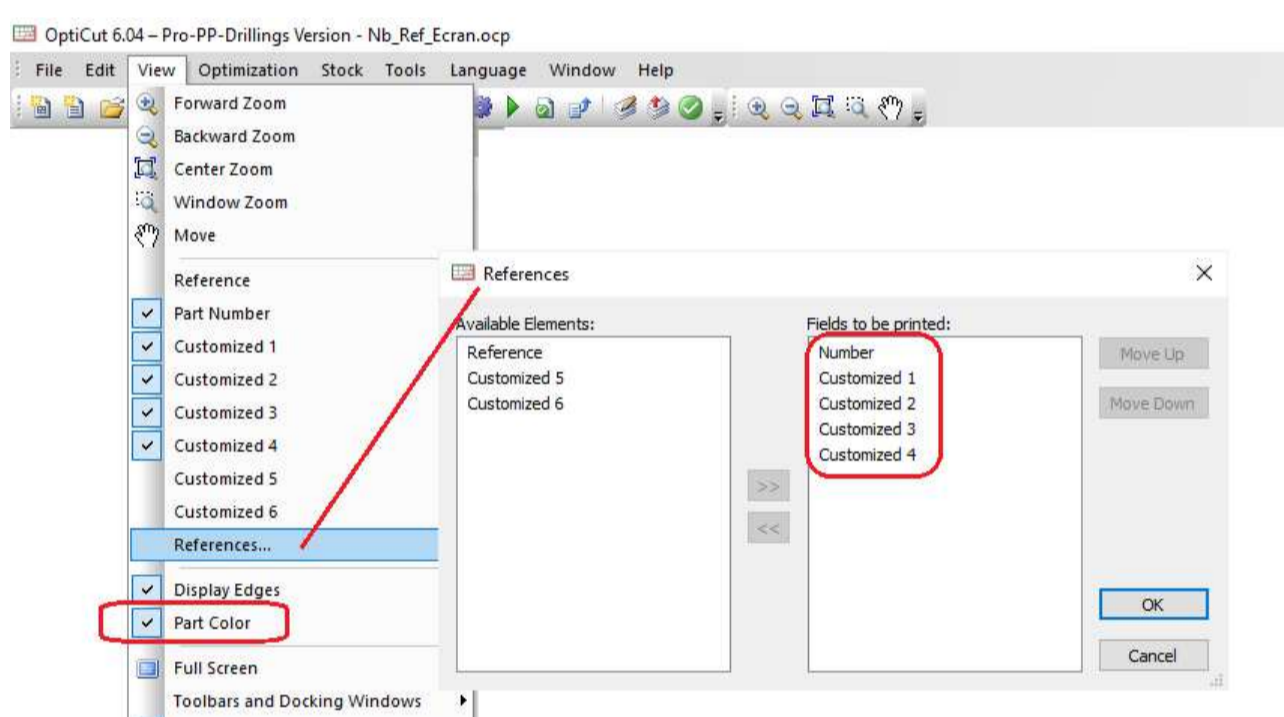 OptiCut 6.04 – Pro-PP-Drillings Version - Nb_Ref_Ecran.ocp
File Edit View Optimization Stock Tools Language Window Help
Forward Zoom
Backward Zoom
Center Zoom
Window Zoom
Move
Reference
Part Number
Customized 1
Customized 2
Customized 3
Customized 4
Customized 5
Customized 6
References...
Display Edges
Part Color
Full Screen
Toolbars and Docking Windows
References
Available Elements:
Reference
Customized 5
Customized 6
>>
<<
Fields to be printed:
Number
Customized 1
Customized 2
Customized 3
Customized 4
Move Up
Move Down
OK
Cancel